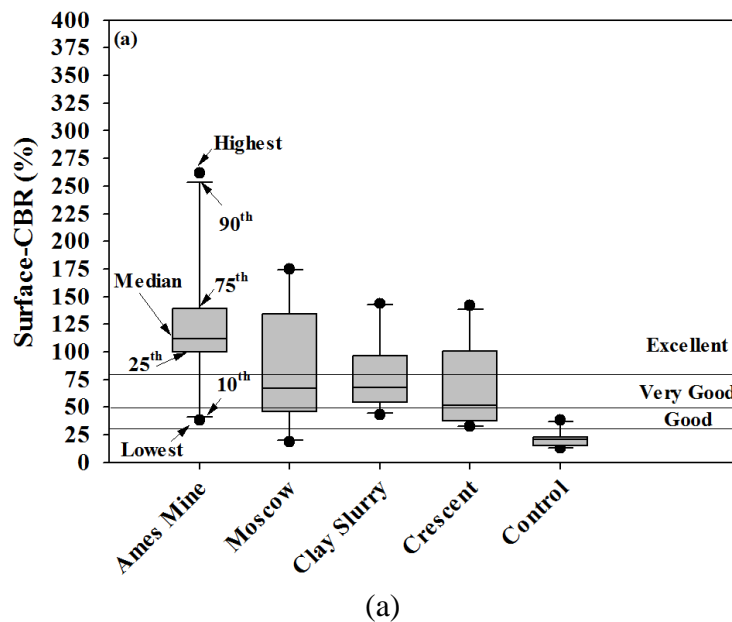 (a)
Surface-CBR (%)
400
375
350
325
300
275
250
225
200
175
150
125
100
75
50
25
0
Highest
90th
Median
75th
25th
10th
Lowest
Excellent
Very Good
Good
Ames Mine
Moscow
Clay Slurry
Crescent
Control
(a)